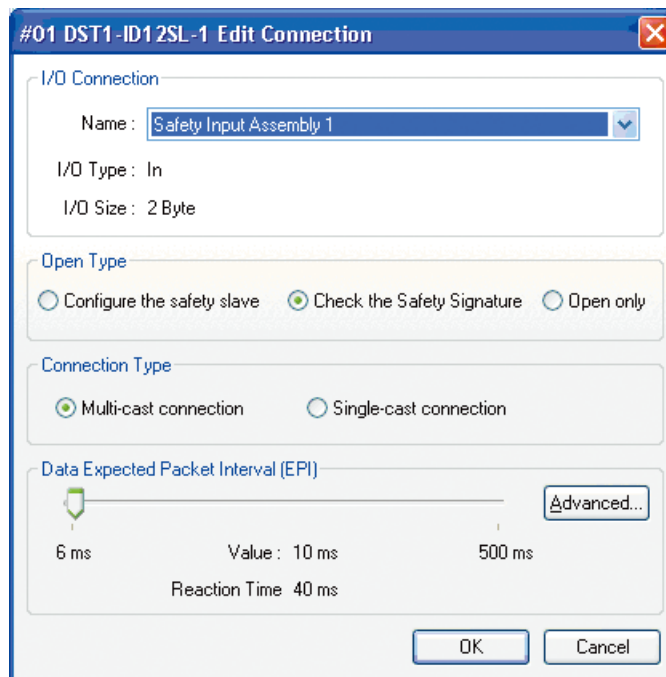 #01 DST1-ID12SL-1 Edit Connection
I/O Connection
Name : Safety Input Assembly 1
I/O Type : In
I/O Size : 2 Byte
Open Type
Configure the safety slave Check the Safety Signature Open only
Connection Type
Multi-cast connection Single-cast connection
Data Expected Packet Interval (EPI)
Advanced...
6 ms Value : 10 ms 500 ms
Reaction Time 40 ms
OK Cancel